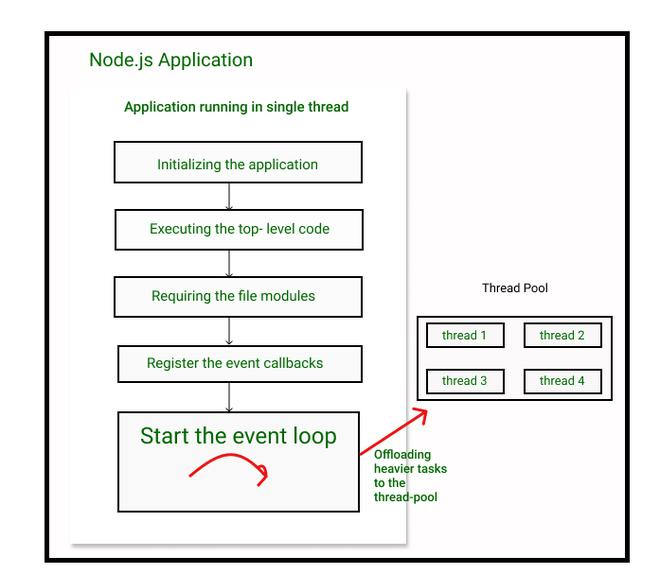 Node.js Application
Application running in single thread
Initializing the application
Executing the top- level code
Requiring the file modules
Register the event callbacks
Start the event loop
Thread Pool
thread 1
thread 2
thread 3
thread 4
Offloading
heavier tasks
to the
thread-pool